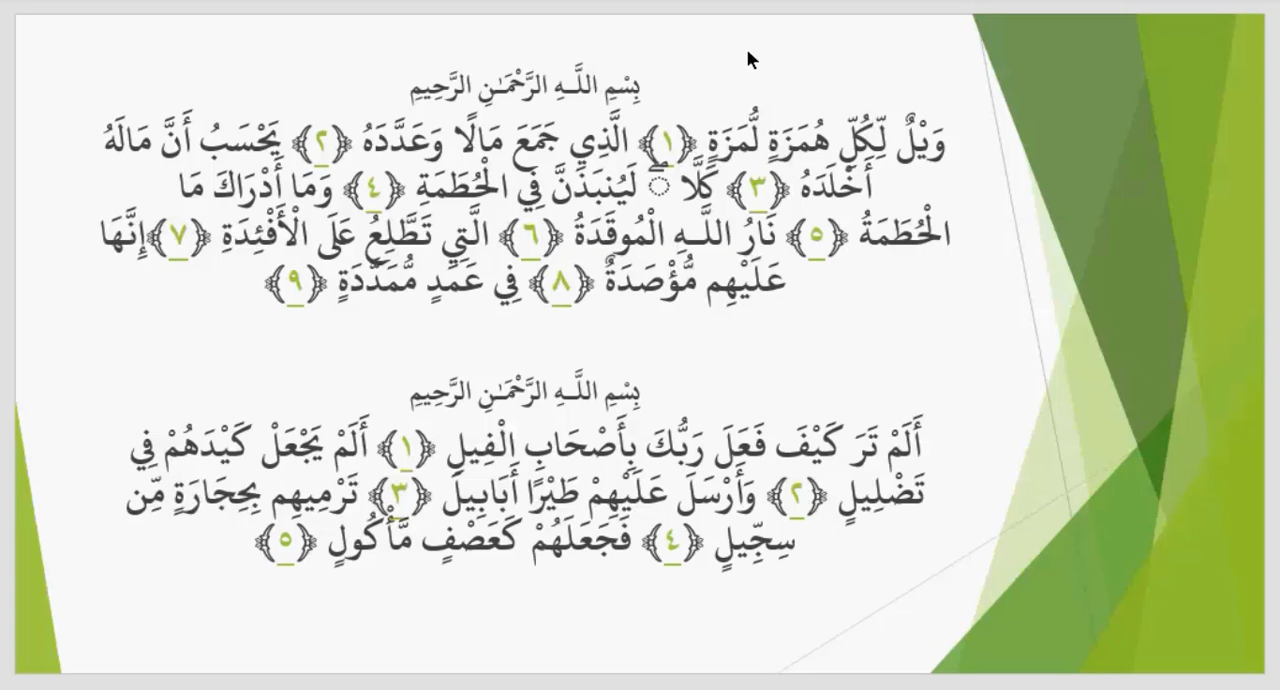 بِسْمِ اللَّـهِ الرَّحْمَـٰنِ الرَّحِيمِ
وَيْلٌ لِّكُلِّ هُمَزَةٍ لُّمَزَةٍ ﴿١﴾ الَّذِي جَمَعَ مَالًا وَعَدَّدَهُ ﴿٢﴾ يَحْسَبُ أَنَّ مَالَهُ
أَخْلَدَهُ ﴿٣﴾ كَلَّا ۖ لَيُنبَذَنَّ فِي الْحُطَمَةِ ﴿٤﴾ وَمَا أَدْرَاكَ مَا
الْحُطَمَةُ ﴿٥﴾ نَارُ اللَّـهِ الْمُوقَدَةُ ﴿٦﴾ الَّتِي تَطَّلِعُ عَلَى الْأَفْئِدَةِ ﴿٧﴾إِنَّهَا
عَلَيْهِم مُّؤْصَدَةٌ ﴿٨﴾ فِي عَمَدٍ مُّمَدَّدَةٍ ﴿٩﴾
بِسْمِ اللَّـهِ الرَّحْمَـٰنِ الرَّحِيمِ
أَلَمْ تَرَ كَيْفَ فَعَلَ رَبُّكَ بِأَصْحَابِ الْفِيلِ ﴿١﴾ أَلَمْ يَجْعَلْ كَيْدَهُمْ فِي
تَضْلِيلٍ ﴿٢﴾ وَأَرْسَلَ عَلَيْهِمْ طَيْرًا أَبَابِيلَ ﴿٣﴾ تَرْمِيهِم بِحِجَارَةٍ مِّن
سِجِّيلٍ ﴿٤﴾ فَجَعَلَهُمْ كَعَصْفٍ مَّأْكُولٍ ﴿٥﴾